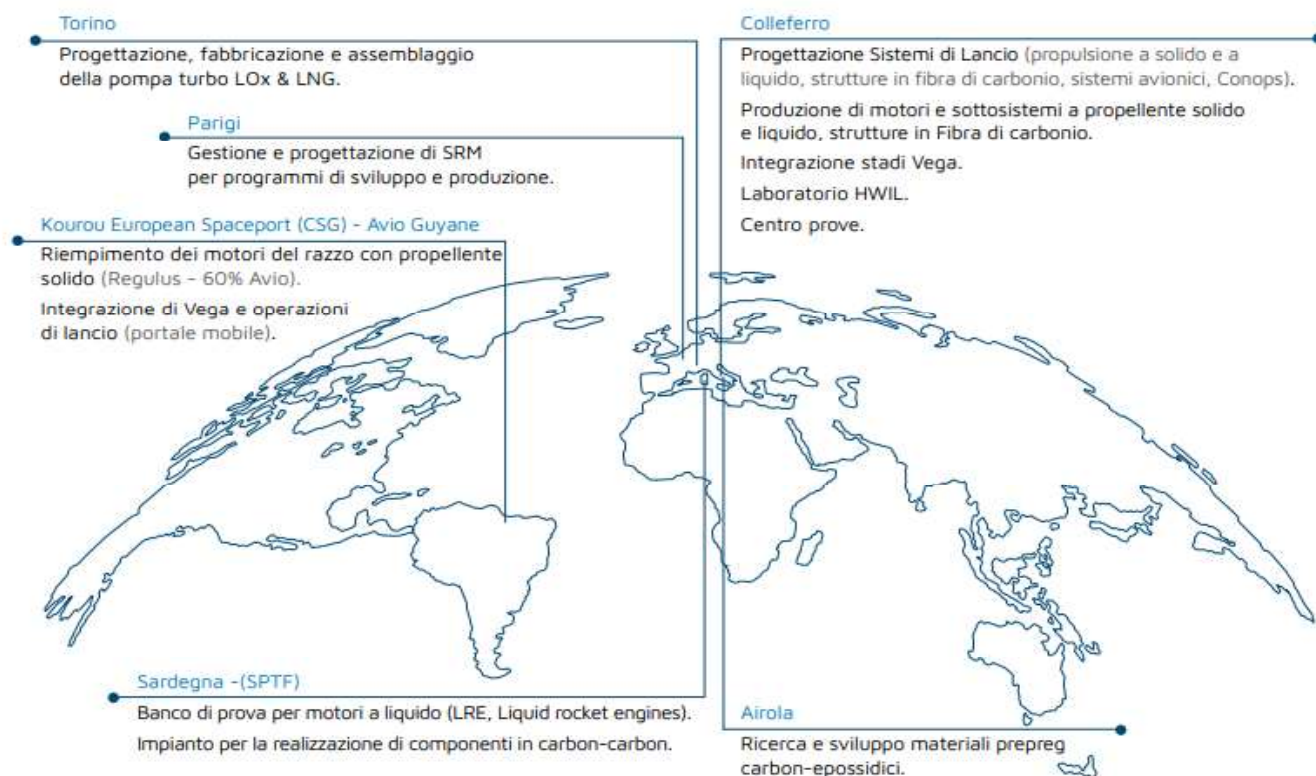 Torino
Progettazione, fabbricazione e assemblaggio
della pompa turbo LOx & LNG.
Parigi
Gestione e progettazione di SRM
per programmi di sviluppo e produzione.
Kourou European Spaceport (CSG) - Avio Guyane
Riempimento dei motori del razzo con propellente
solido (Regulus - 60% Avio).
Integrazione di Vega e operazioni
di lancio (portale mobile).
Colleferro
Progettazione Sistemi di Lancio (propulsione a solido e a
liquido, strutture in fibra di carbonio, sistemi avionici, Conops).
Produzione di motori e sottosistemi a propellente solido
e liquido, strutture in Fibra di carbonio.
Integrazione stadi Vega.
Laboratorio HWIL.
Centro prove.
Sardegna -(SPTF)
Banco di prova per motori a liquido (LRE, Liquid rocket engines).
Impianto per la realizzazione di componenti in carbon-carbon.
Airola
Ricerca e sviluppo materiali prepreg
carbon-epossidici.